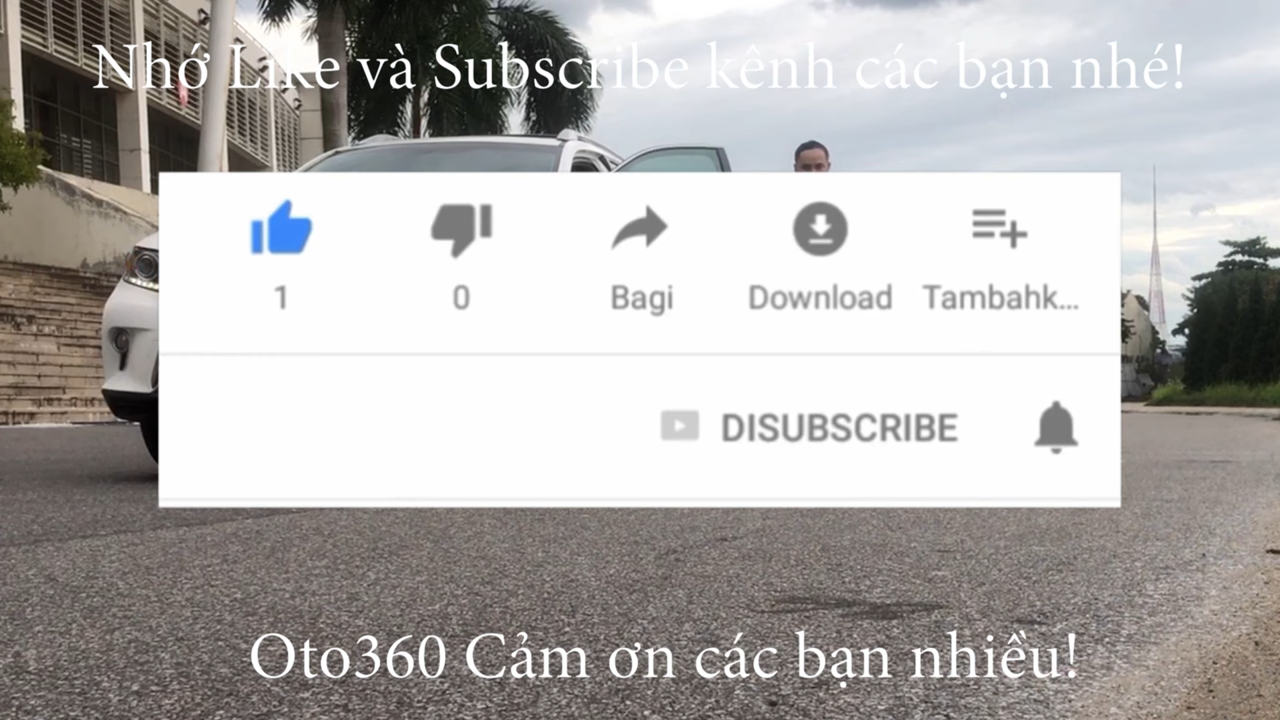 Nhớ Like và Subscribe kênh các bạn nhé!
1 0 Bagi Download Tambahk...
DISUBSCRIBE
Oto360 Cảm ơn các bạn nhiều!